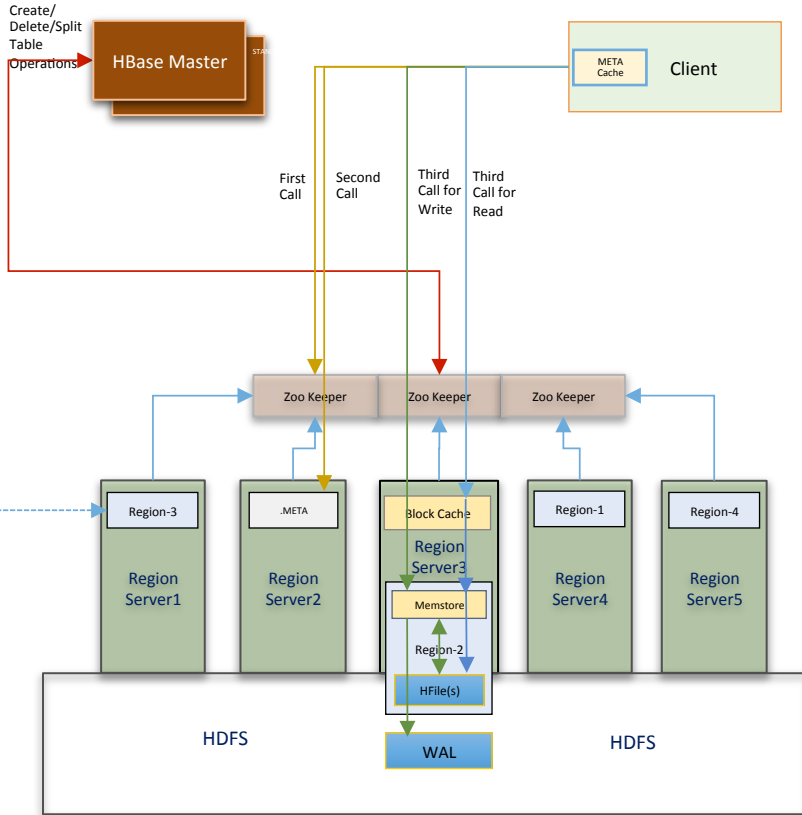 Create/
Delete/Split
Table
Operations
HBase Master
META
Cache
Client
First
Call
Second
Call
Third
Call for
Write
Third
Call for
Read
Zoo Keeper
Zoo Keeper
Zoo Keeper
Region-3
.META
Block Cache
Region-1
Region-4
Region
Server1
Region
Server2
Region
Server3
Region
Server4
Region
Server5
Memstore
Region-2
HFile(s)
HDFS
WAL
HDFS